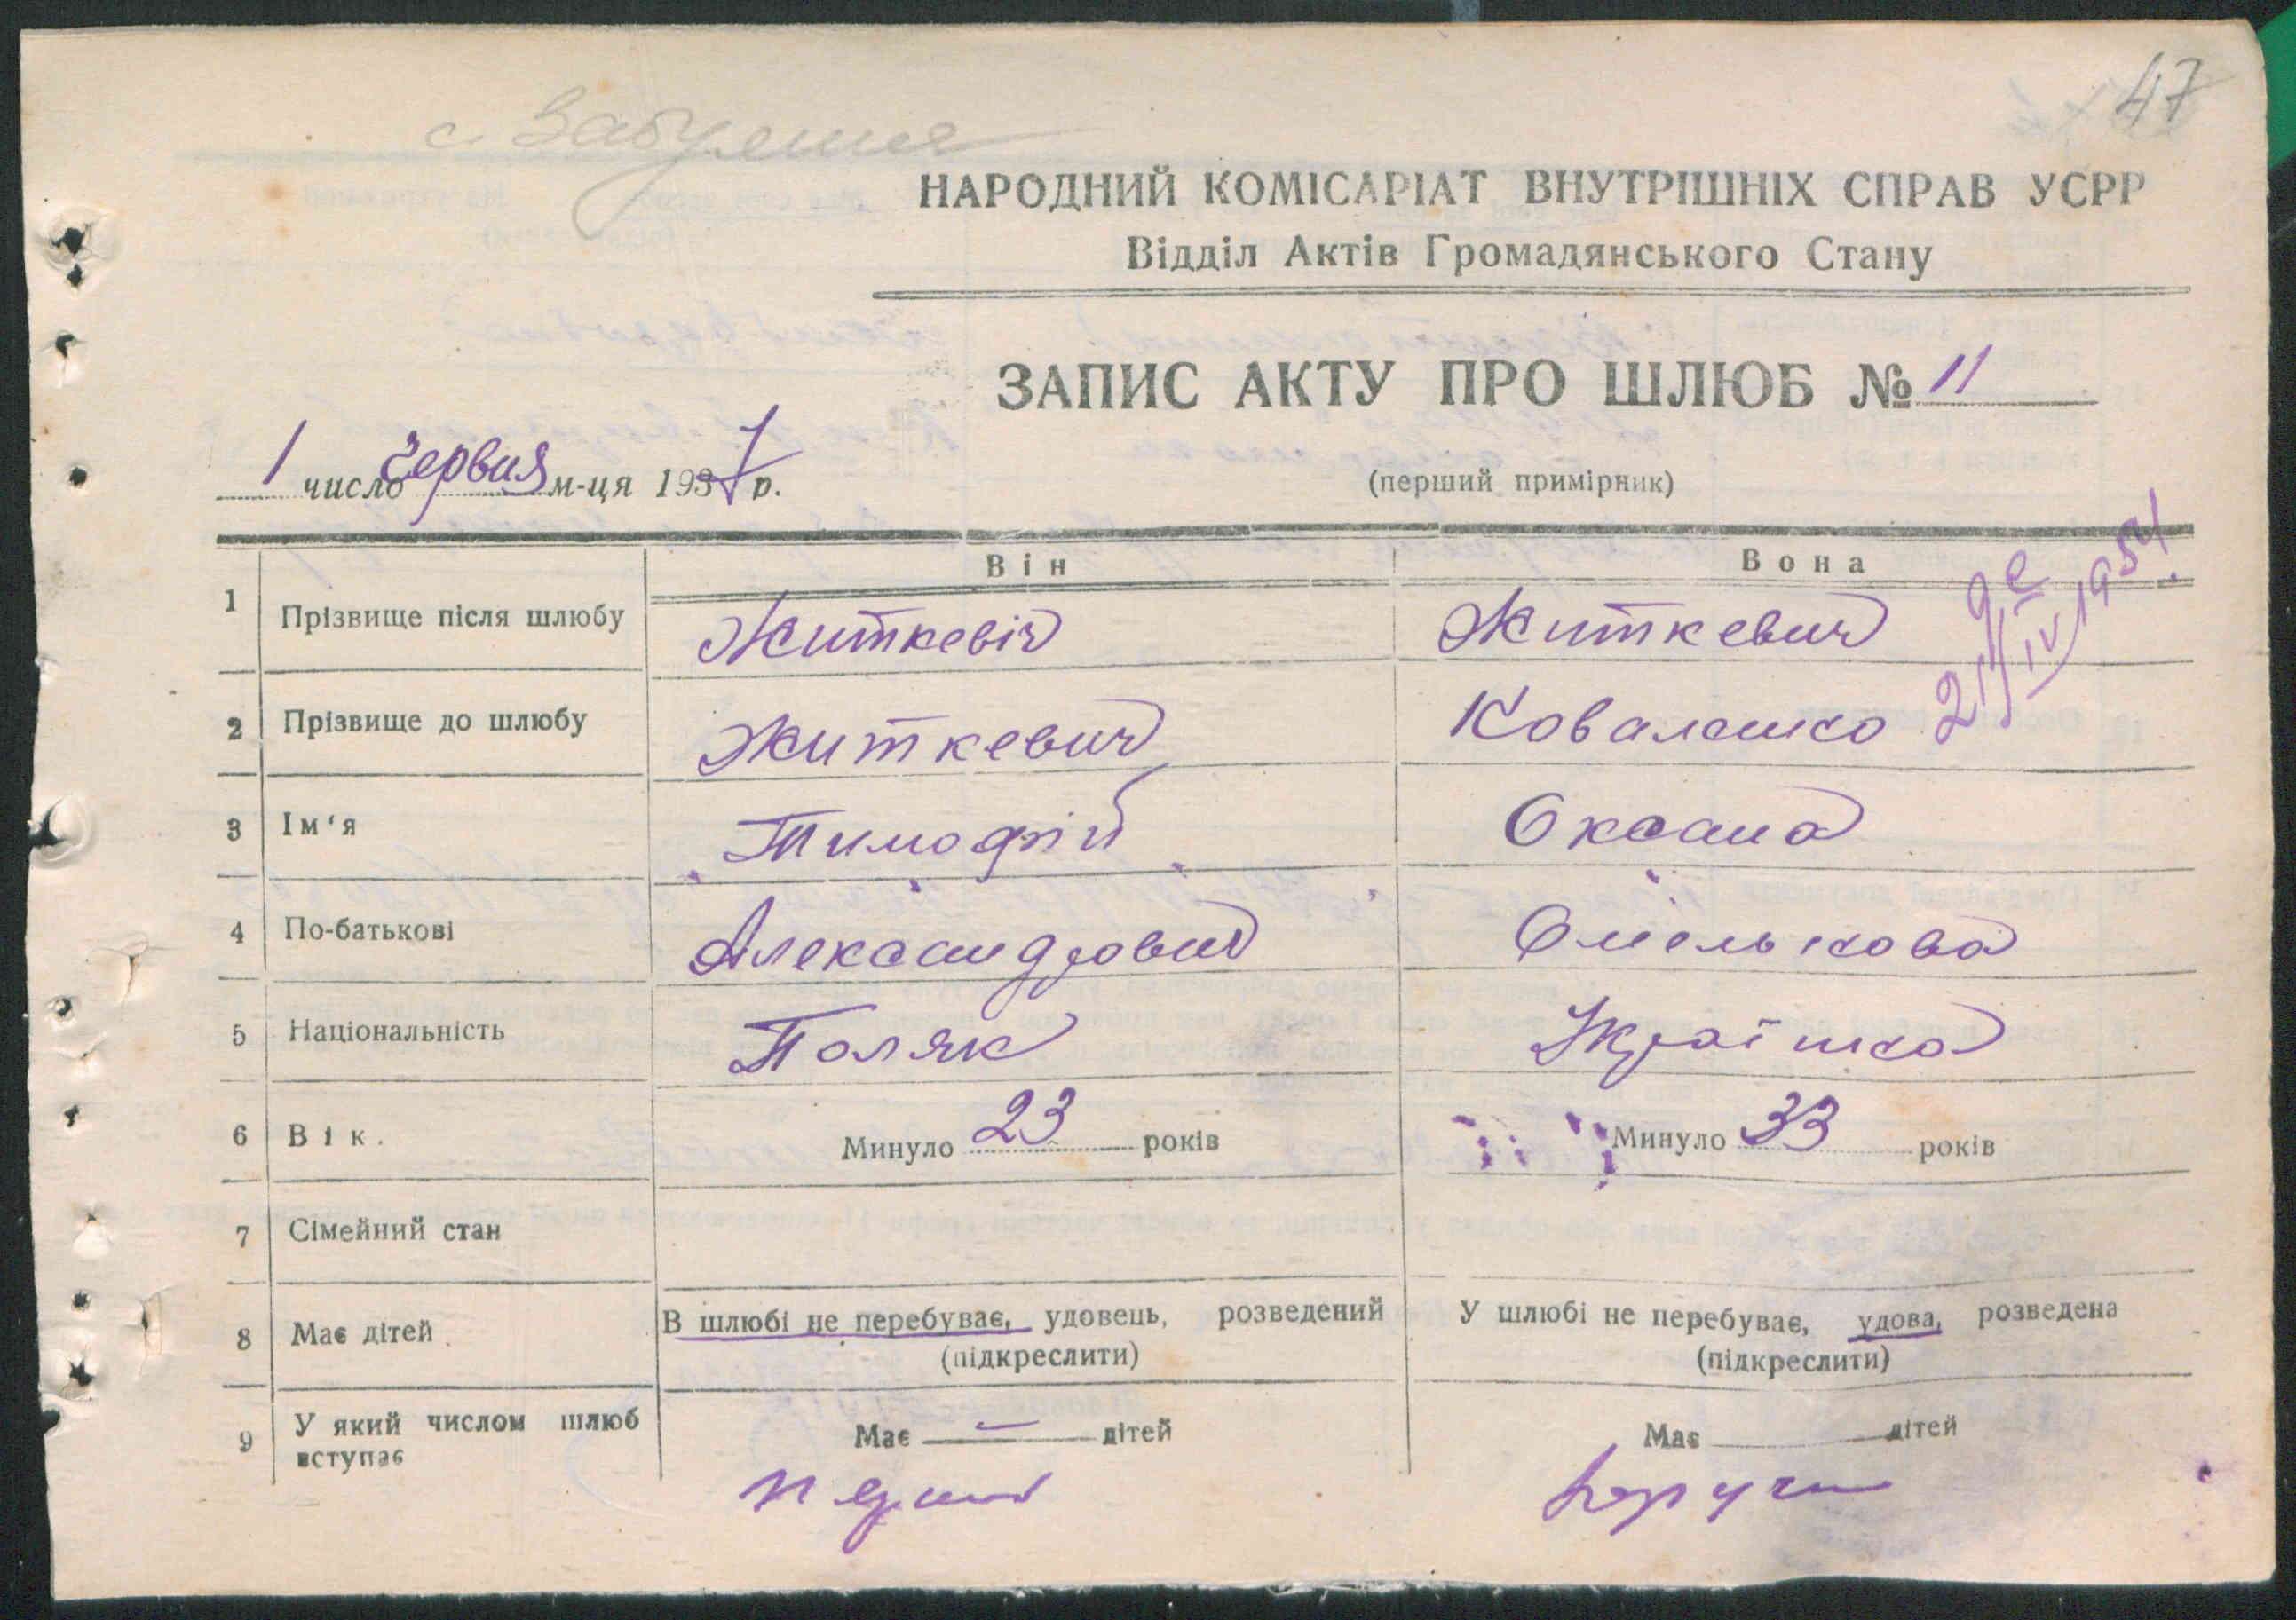 47
с. Забуяння
НАРОДНИЙ КОМІСАРІАТ ВНУТРІШНІХ СПРАВ УСРР
Відділ Актів Громадянського Стану
ЗАПИС АКТУ ПРО ШЛЮБ № 11
1 число червня м-ця 1937 р.
(перший примірник)
Він Вона
1 Прізвище після шлюбу Житкевіч Житкевич
21/IV 1954
2 Прізвище до шлюбу Житкевич Коваленко
3 Ім‘я Тимофій Оксана
4 По-батькові Александрович Омелькова
5 Національність Поляк Українка
6 Вік. Минуло 23 років Минуло 33 років
7 Сімейний стан
8 Має дітей В шлюбі не перебуває, удовець, розведений У шлюбі не перебуває, удова, розведена
(підкреслити) (підкреслити)
9 У який числом шлюб Має — дітей Має дітей
вступає